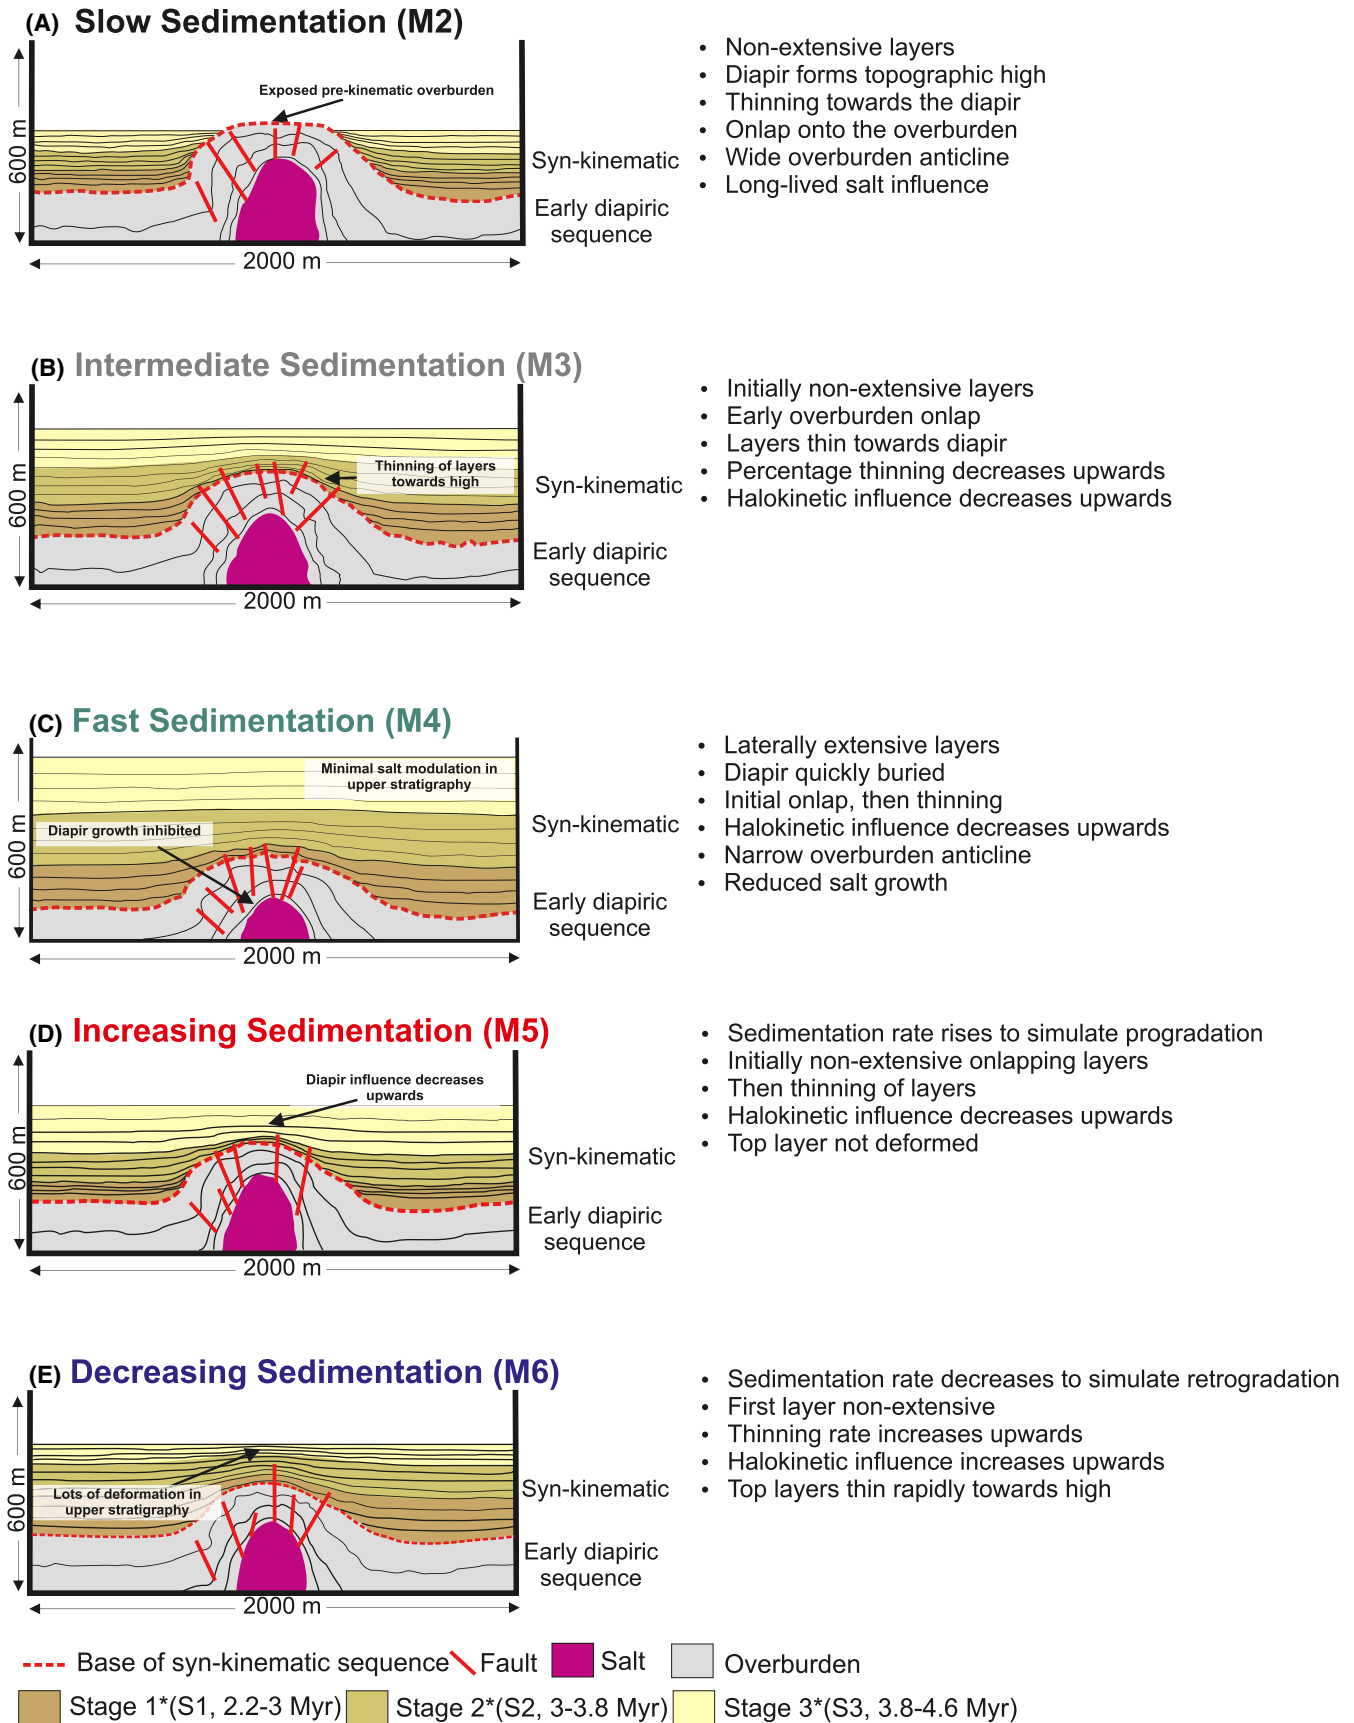 (A) Slow Sedimentation (M2)
600 m
Exposed pre-kinematic overburden
Syn-kinematic
Early diapiric
sequence
2000 m
• Non-extensive layers
• Diapir forms topographic high
• Thinning towards the diapir
• Onlap onto the overburden
• Wide overburden anticline
• Long-lived salt influence
(B) Intermediate Sedimentation (M3)
600 m
Thinning of layers
towards high
Syn-kinematic
Early diapiric
sequence
2000 m
• Initially non-extensive layers
• Early overburden onlap
• Layers thin towards diapir
• Percentage thinning decreases upwards
• Halokinetic influence decreases upwards
(C) Fast Sedimentation (M4)
600 m
Minimal salt modulation in
upper stratigraphy
Diapir growth inhibited
Syn-kinematic
Early diapiric
sequence
2000 m
• Laterally extensive layers
• Diapir quickly buried
• Initial onlap, then thinning
• Halokinetic influence decreases upwards
• Narrow overburden anticline
• Reduced salt growth
(D) Increasing Sedimentation (M5)
600 m
Diapir influence decreases
upwards
Syn-kinematic
Early diapiric
sequence
2000 m
• Sedimentation rate rises to simulate progradation
• Initially non-extensive onlapping layers
• Then thinning of layers
• Halokinetic influence decreases upwards
• Top layer not deformed
(E) Decreasing Sedimentation (M6)
600 m
Lots of deformation in
upper stratigraphy
Syn-kinematic
Early diapiric
sequence
2000 m
• Sedimentation rate decreases to simulate retrogradation
• First layer non-extensive
• Thinning rate increases upwards
• Halokinetic influence increases upwards
• Top layers thin rapidly towards high
Base of syn-kinematic sequence Fault Salt Overburden
Stage 1*(S1, 2.2-3 Myr) Stage 2*(S2, 3-3.8 Myr) Stage 3*(S3, 3.8-4.6 Myr)